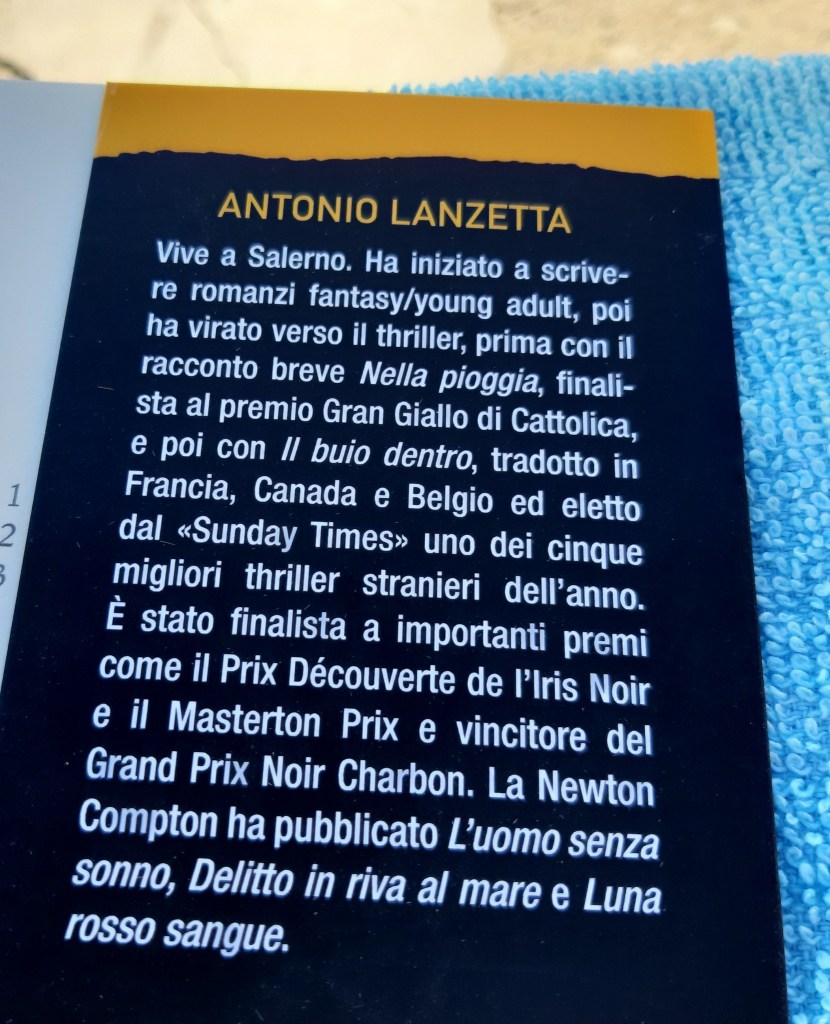 ANTONIO LANZETTA
Vive a Salerno. Ha iniziato a scrive-
re romanzi fantasy/young adult, poi
ha virato verso il thriller, prima con il
racconto breve Nella pioggia, finali-
sta al premio Gran Giallo di Cattolica,
e poi con Il buio dentro, tradotto in
Francia, Canada e Belgio ed eletto
dal «Sunday Times» uno dei cinque
migliori thriller stranieri dell'anno.
È stato finalista a importanti premi
come il Prix Découverte de l'Iris Noir
e il Masterton Prix e vincitore del
Grand Prix Noir Charbon. La Newton
Compton ha pubblicato L'uomo senza
sonno, Delitto in riva al mare e Luna
rosso sangue.
1
2
3